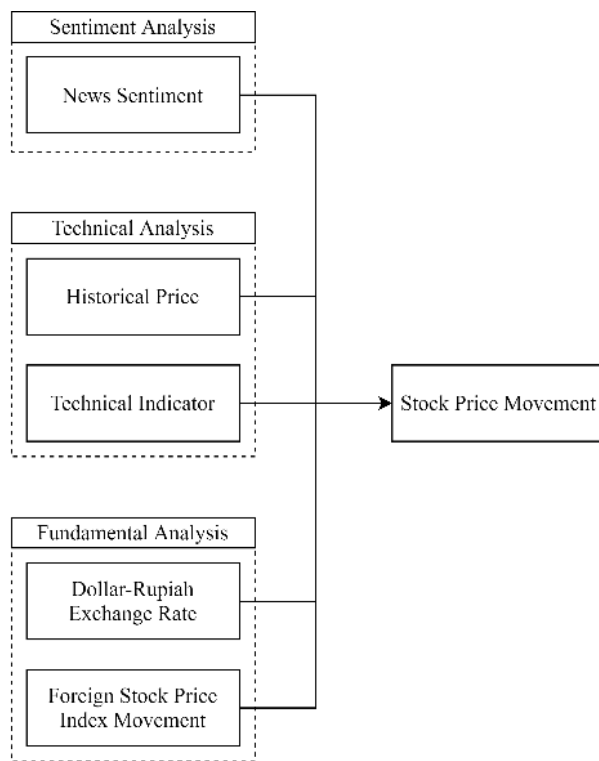 Sentiment Analysis
News Sentiment
Technical Analysis
Historical Price
Technical Indicator
Stock Price Movement
Fundamental Analysis
Dollar-Rupiah
Exchange Rate
Foreign Stock Price
Index Movement